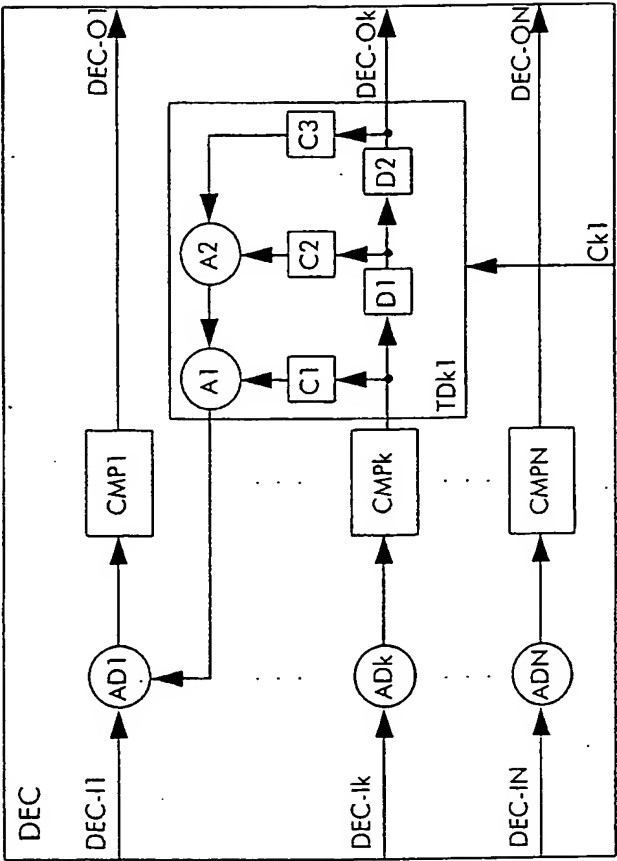 DEC
DEC-I1
AD1
CMP1
DEC-O1
A1
A2
C1
C2
C3
D1
D2
TDk1
DEC-Ik
ADk
CMPk
DEC-Ok
DEC-IN
ADN
CMPN
DEC-ON
Ck1